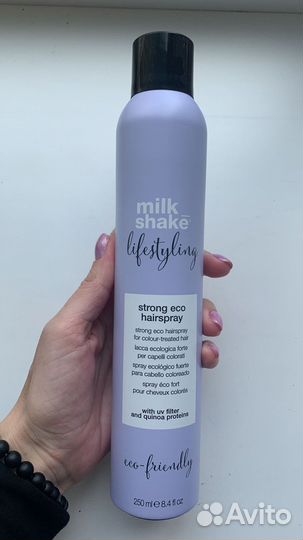 milk
shake
lifestyling
strong eco
hairspray
strong eco hairspray
for colour-treated hair
lacca ecologica forte
per capelli colorati
spray ecológico fuerte
para cabello coloreado
spray éco fort
pour cheveux colorés
with uv filter
and quinoa proteins
eco-friendly
250 ml e 8.4 fl oz
Avito